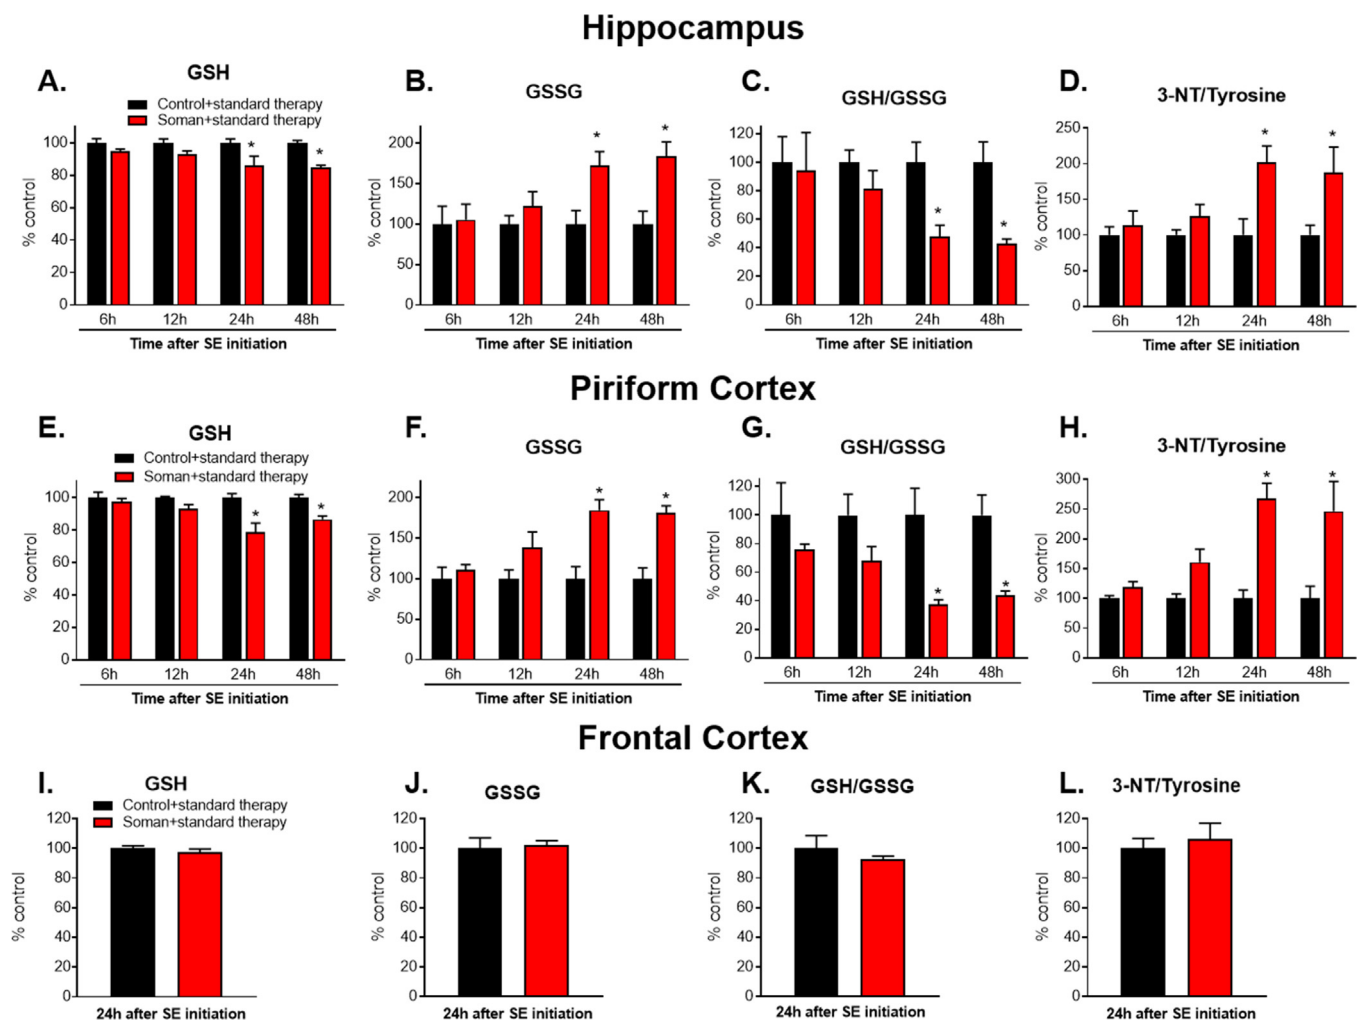 Hippocampus
A.
GSH
Control+standard therapy
Soman+standard therapy
% control
100
80
60
40
20
0
* *
6h 12h 24h 48h
Time after SE initiation
B.
GSSG
% control
200
150
100
50
0
* *
6h 12h 24h 48h
Time after SE initiation
C.
GSH/GSSG
% control
120
100
80
60
40
20
0
* *
6h 12h 24h 48h
Time after SE initiation
D.
3-NT/Tyrosine
% control
250
200
150
100
50
0
* *
6h 12h 24h 48h
Time after SE initiation
Piriform Cortex
E.
GSH
Control+standard therapy
Soman+standard therapy
% control
100
80
60
40
20
0
* *
6h 12h 24h 48h
Time after SE initiation
F.
GSSG
% control
200
150
100
50
0
* *
6h 12h 24h 48h
Time after SE initiation
G.
GSH/GSSG
% control
120
100
80
60
40
20
0
* *
6h 12h 24h 48h
Time after SE initiation
H.
3-NT/Tyrosine
% control
300
250
200
150
100
50
0
* *
6h 12h 24h 48h
Time after SE initiation
Frontal Cortex
I.
GSH
Control+standard therapy
Soman+standard therapy
% control
120
100
80
60
40
20
0
24h after SE initiation
J.
GSSG
% control
120
100
80
60
40
20
0
24h after SE initiation
K.
GSH/GSSG
% control
120
100
80
60
40
20
0
24h after SE initiation
L.
3-NT/Tyrosine
% control
120
100
80
60
40
20
0
24h after SE initiation